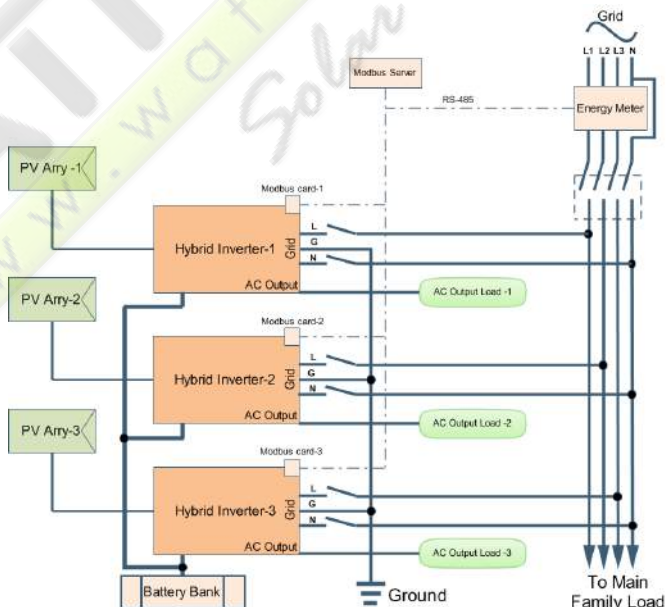 Grid
L1 L2 L3 N
Modbus Server
RS-485
Energy Meter
PV Arry -1
Modbus card-1
Hybrid Inverter-1
Grid
L
G
N
AC Output
AC Output Load -1
PV Arry-2
Modbus card-2
Hybrid Inverter-2
Grid
L
G
N
AC Output
AC Output Load -2
PV Arry-3
Modbus card-3
Hybrid Inverter-3
Grid
L
G
N
AC Output
AC Output Load -3
Battery Bank
Ground
To Main
Family Load
Solar
www.wat